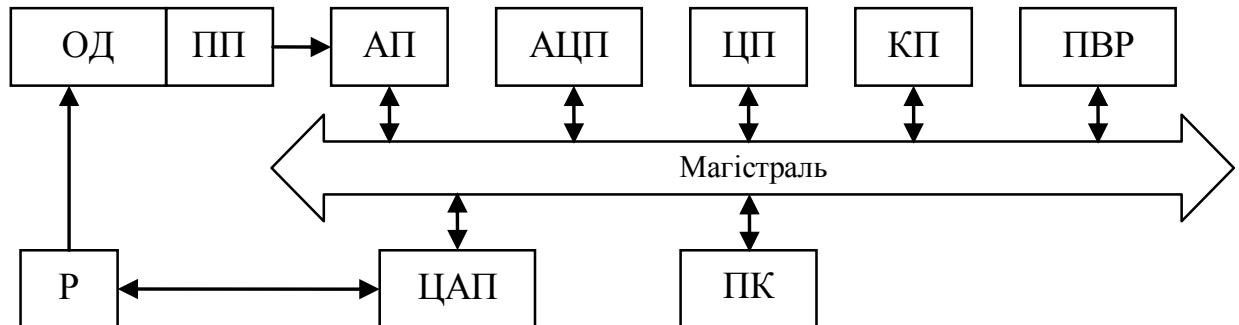 ОД ПП АП АЦП ЦП КП ПВР
Магістраль
Р ЦАП ПК